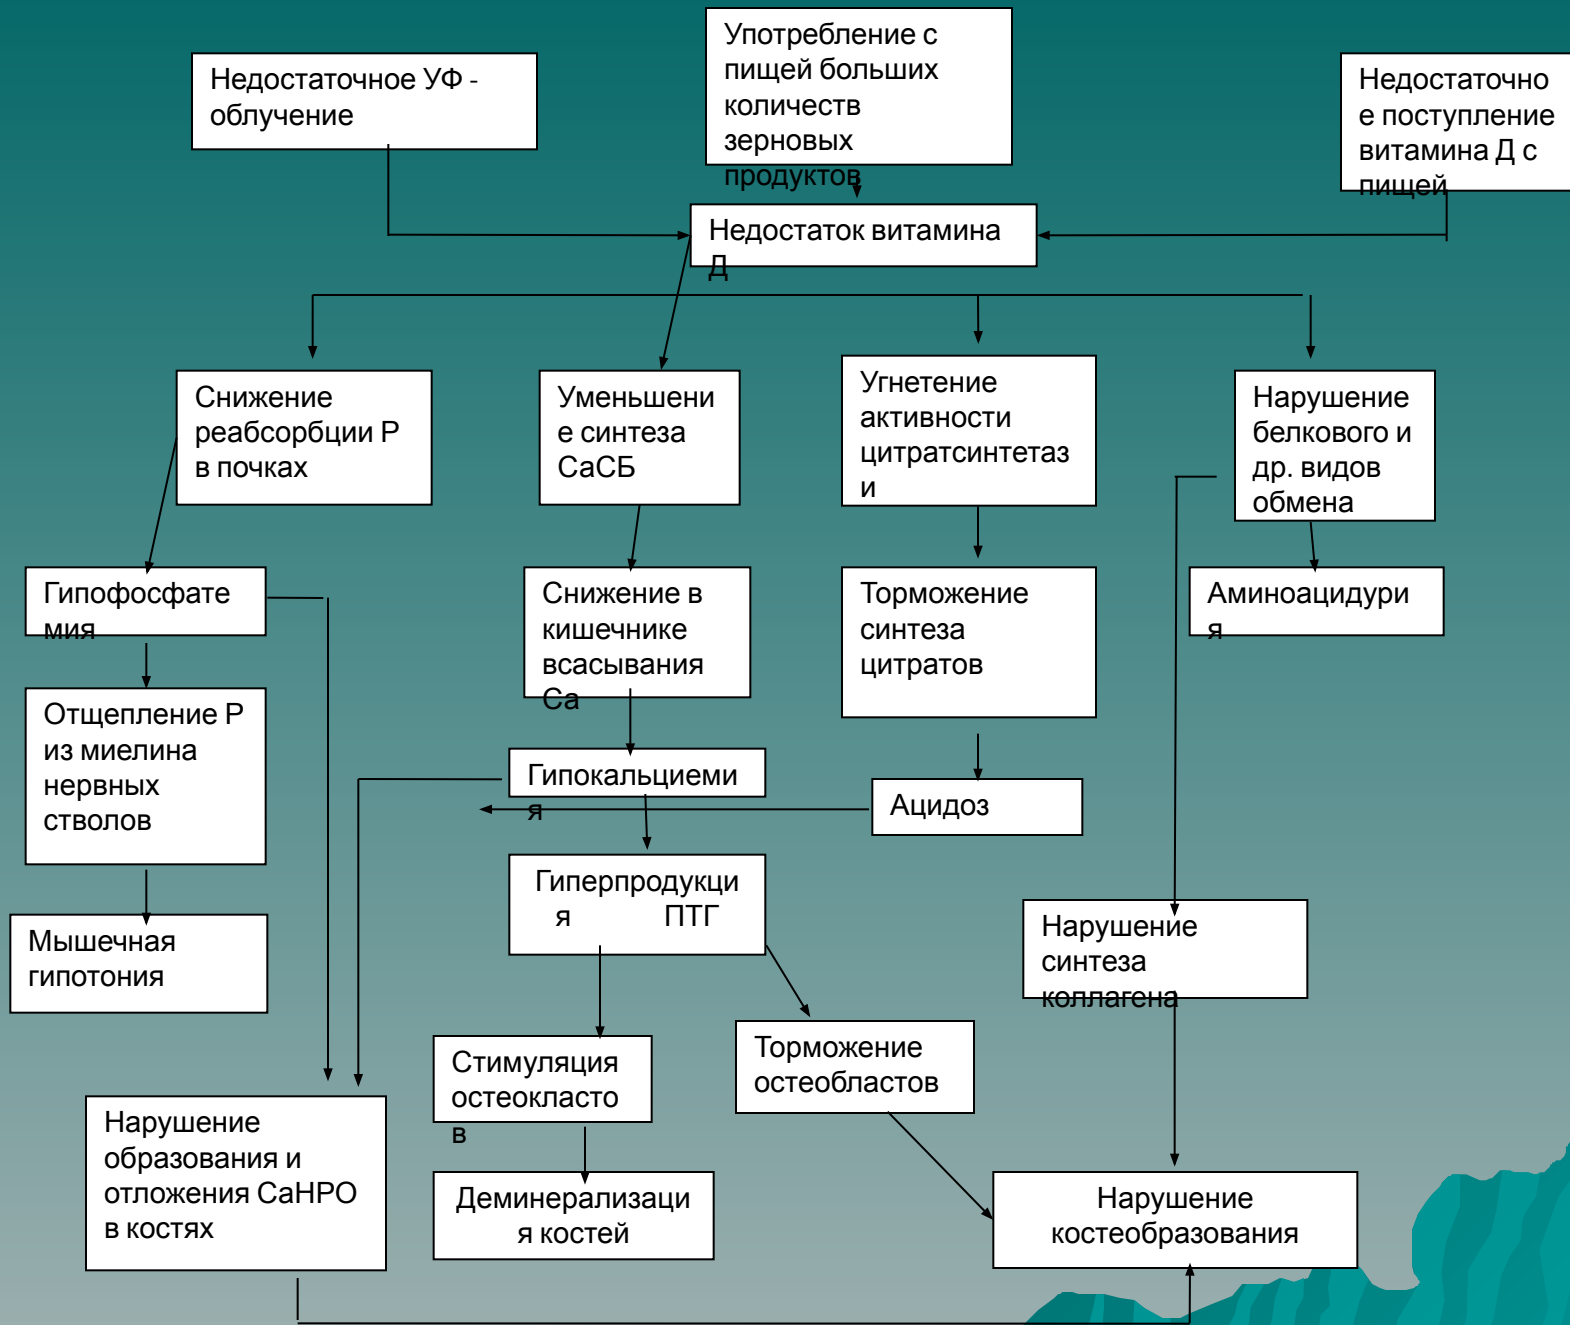 Недостаточное УФ -
облучение
Употребление с
пищей больших
количеств
зерновых
продуктов
Недостаточно
е поступление
витамина Д с
пищей
Недостаток витамина
Д
Снижение
реабсорбции Р
в почках
Уменьшени
е синтеза
СаСБ
Угнетение
активности
цитратсинтетаз
и
Нарушение
белкового и
др. видов
обмена
Гипофосфате
мия
Снижение в
кишечнике
всасывания
Са
Торможение
синтеза
цитратов
Аминоацидури
я
Отщепление Р
из миелина
нервных
стволов
Гипокальциеми
я
Ацидоз
Гиперпродукци
я ПТГ
Мышечная
гипотония
Нарушение
синтеза
коллагена
Стимуляция
остеокласто
в
Торможение
остеобластов
Нарушение
образования и
отложения СаНРО
в костях
Деминерализаци
я костей
Нарушение
костеобразования